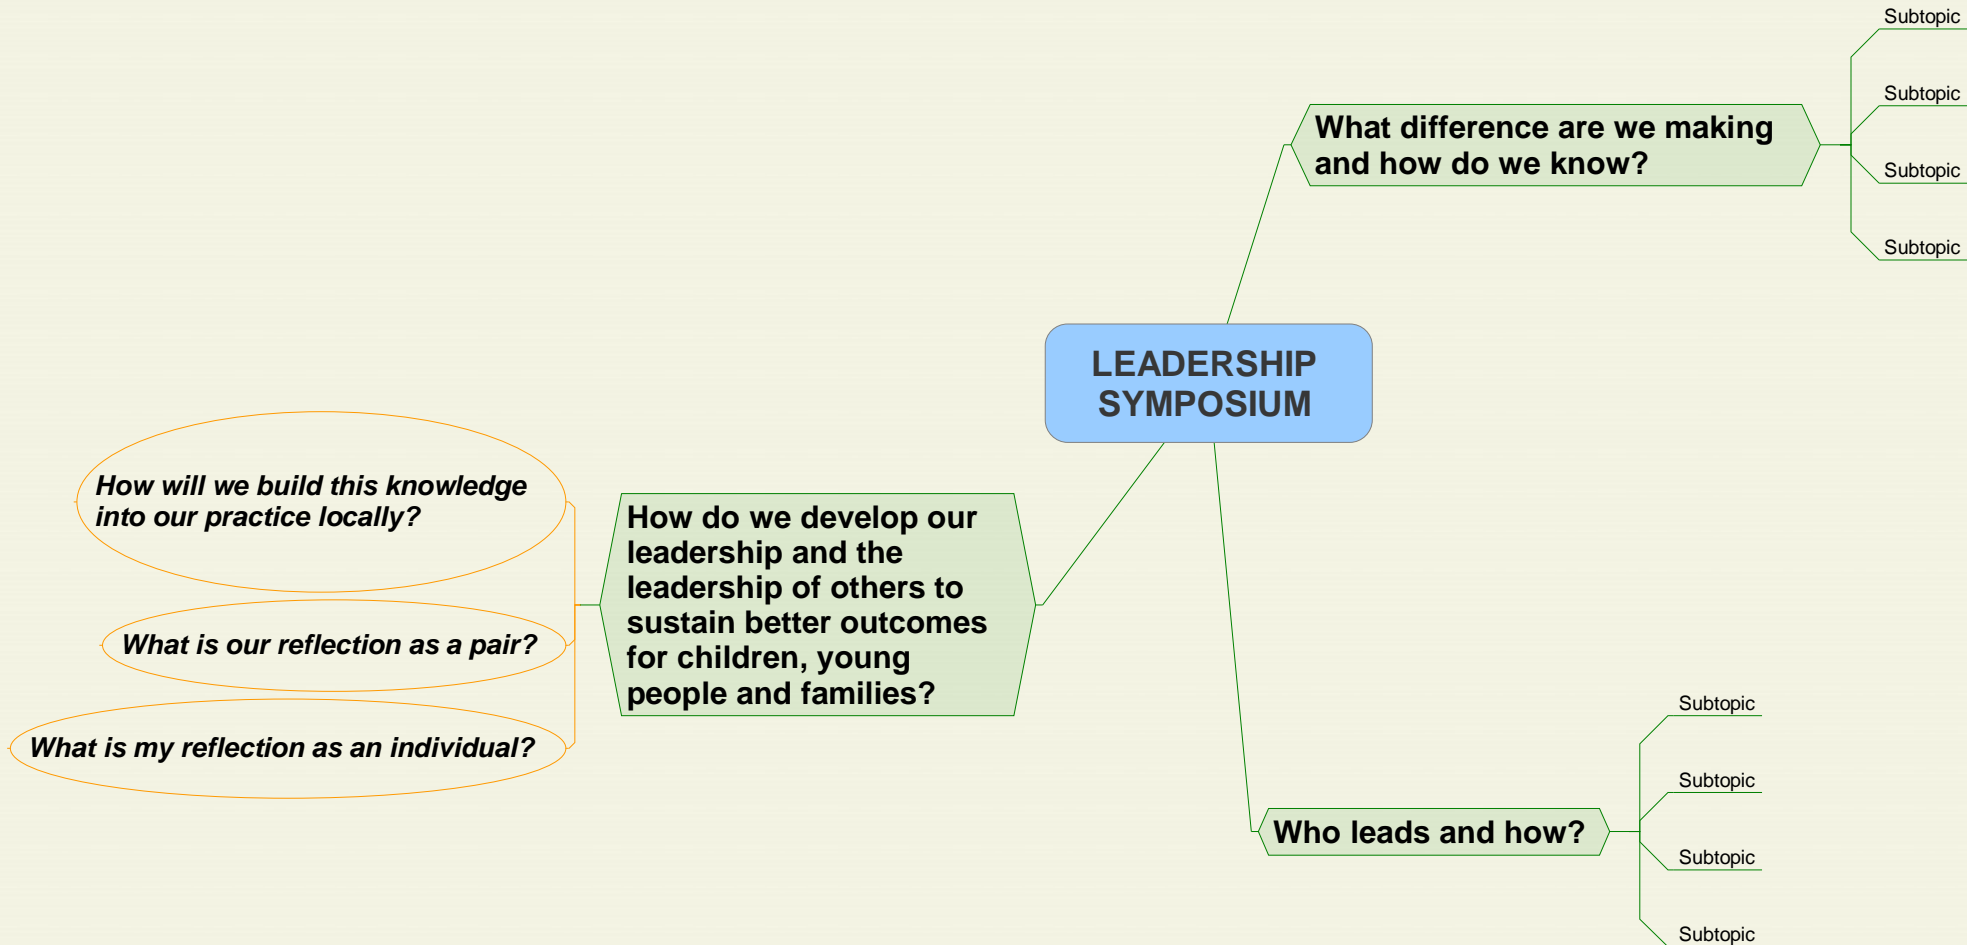 Subtopic
Subtopic
Subtopic
Subtopic
What difference are we making
and how do we know?
LEADERSHIP
SYMPOSIUM
How will we build this knowledge
into our practice locally?
What is our reflection as a pair?
What is my reflection as an individual?
How do we develop our
leadership and the
leadership of others to
sustain better outcomes
for children, young
people and families?
Who leads and how?
Subtopic
Subtopic
Subtopic
Subtopic